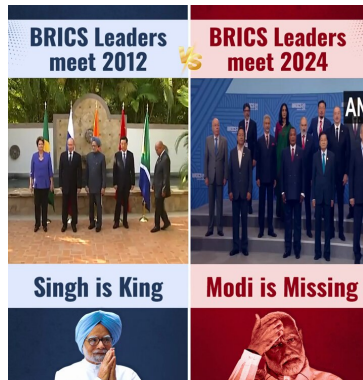 BRICS Leaders
meet 2012
VS
BRICS Leaders
meet 2024
AN
Singh is King
Modi is Missing